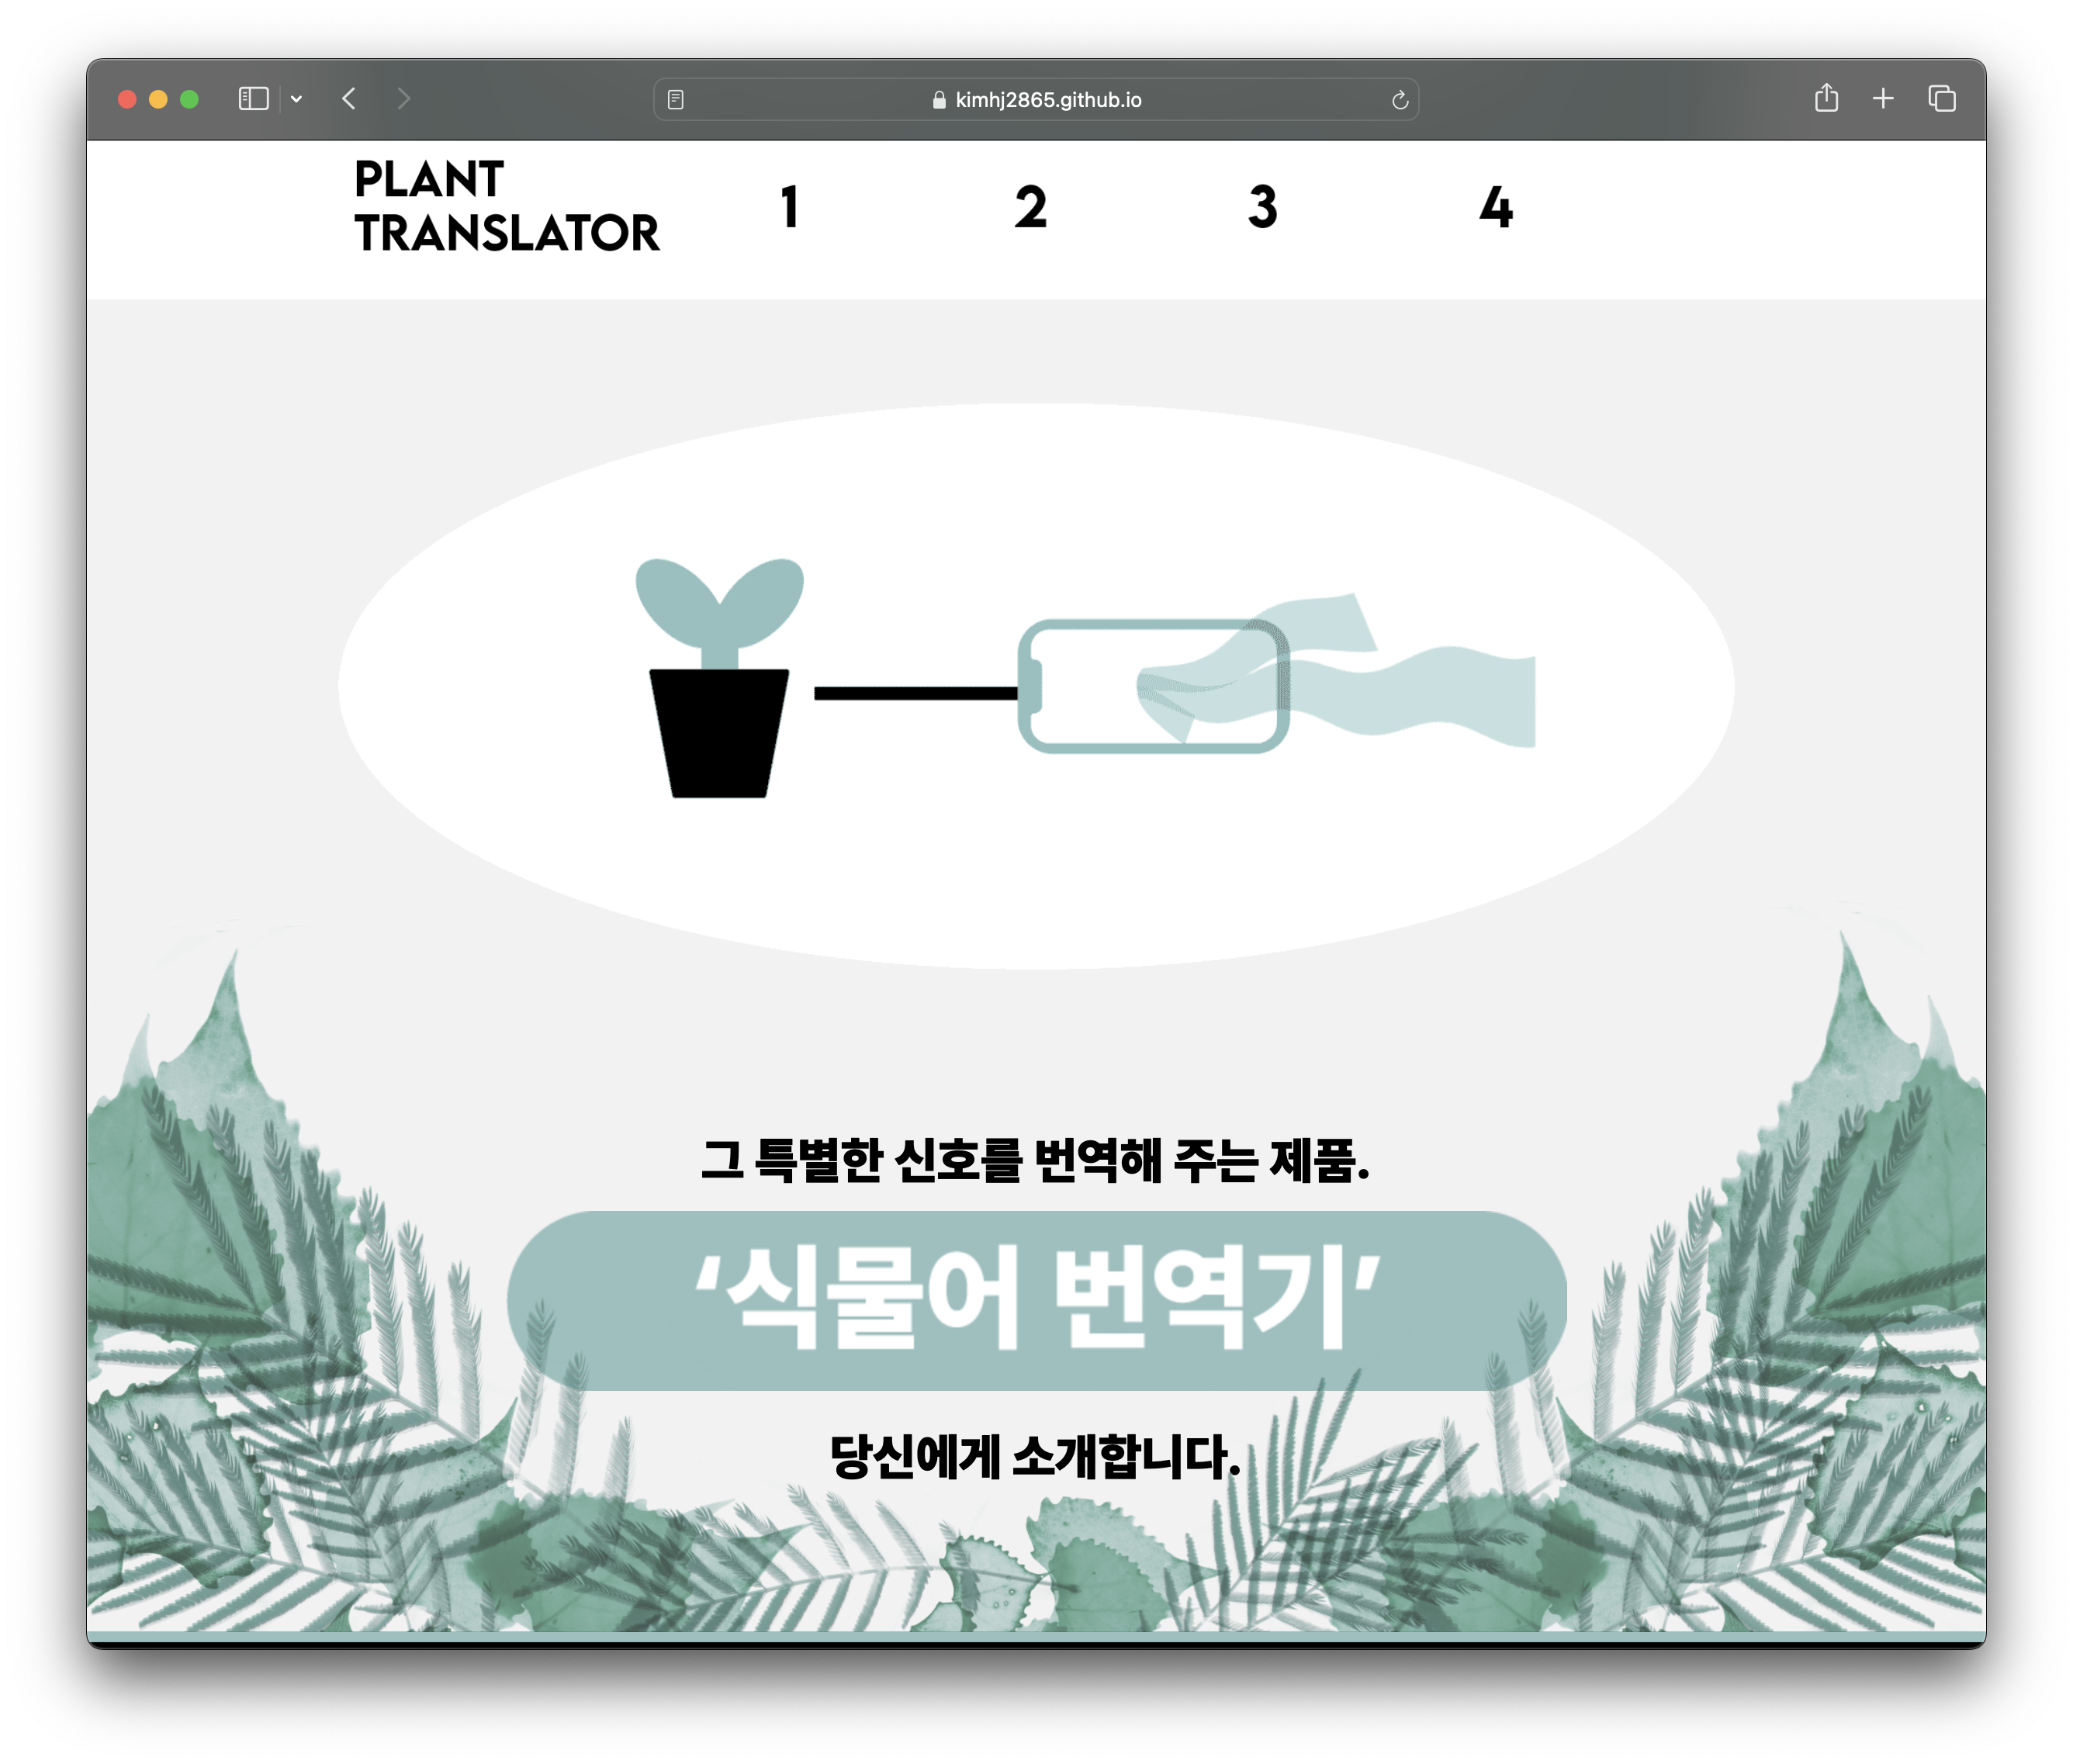 kimhj2865.github.io
PLANT
TRANSLATOR
1
2
3
4
그 특별한 신호를 번역해 주는 제품.
‘식물어 번역기’
당신에게 소개합니다.